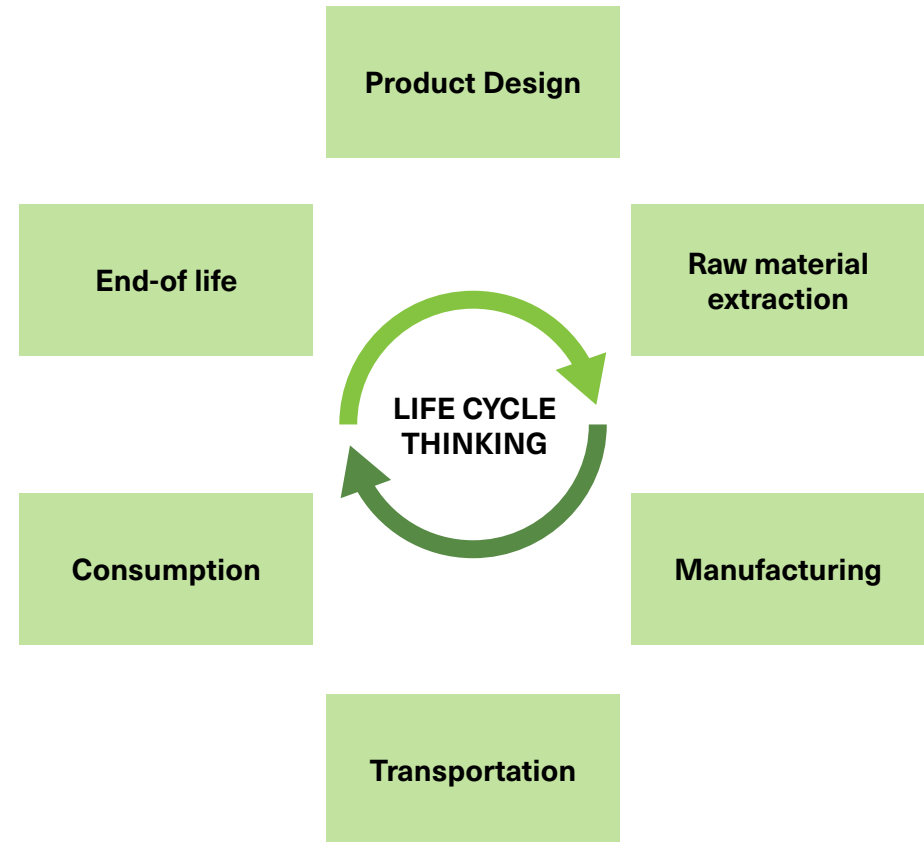 Product Design
End-of life
Raw material
extraction
LIFE CYCLE
THINKING
Consumption
Manufacturing
Transportation